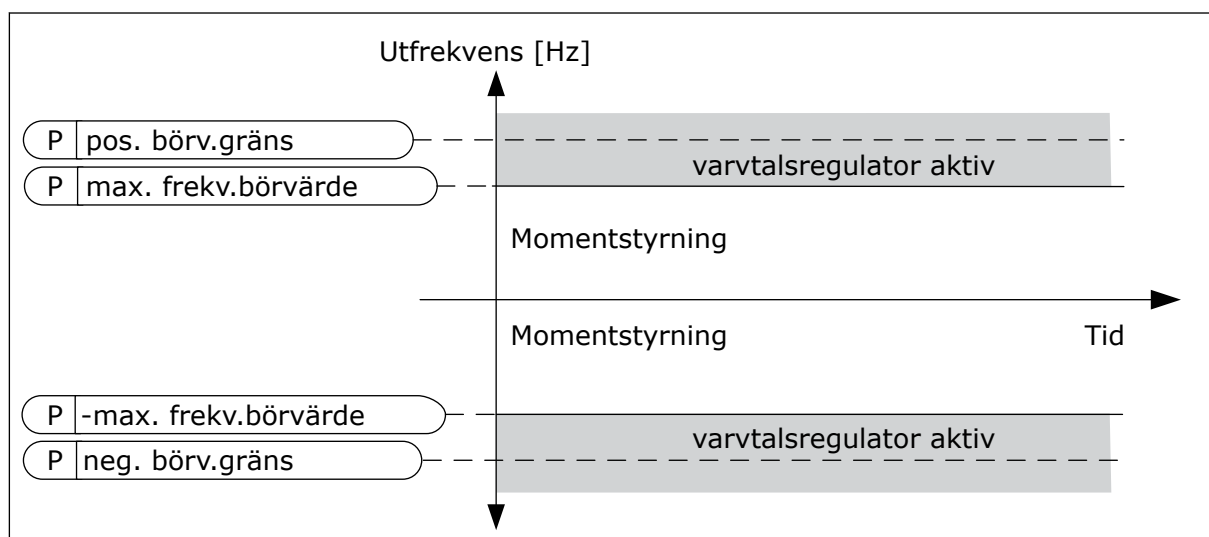 Utfrekvens [Hz]
P pos. börv.gräns
varvtalsregulator aktiv
P max. frekv.börvärde
Momentstyrning
Momentstyrning
Tid
P -max. frekv.börvärde
varvtalsregulator aktiv
P neg. börv.gräns